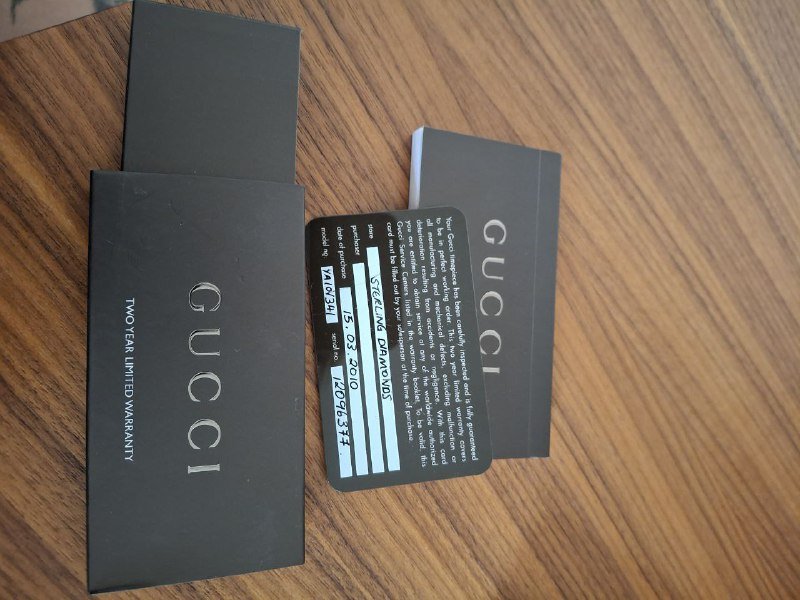 GUCCI
TWO YEAR LIMITED WARRANTY
GUCCI
Your Gucci timepiece has been carefully inspected and is fully guaranteed
to be in perfect working order. This two year limited warranty covers
all manufacturing and mechanical defects, excluding malfunction or
deterioration resulting from accidents or negligence. With this card
you are entitled to obtain service at any of the worldwide authorized
Gucci Service Centers listed in the warranty booklet. To be valid, this
card must be filled out by your salesperson at the time of purchase.
store STERLING DIAMONDS
purchaser
date of purchase 15.03 2010
model no. YA101341 serial no. 12096377